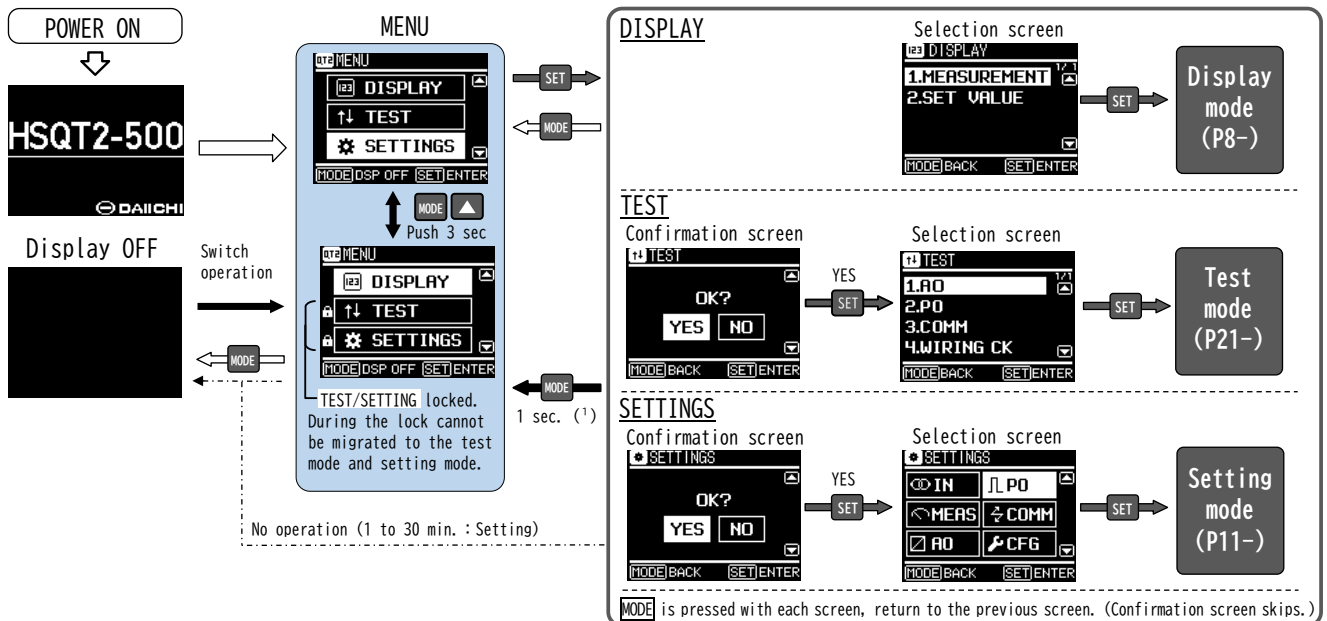 POWER ON
HSQT2-500
DAIICHI
Display OFF
Switch
operation
MODE
MENU
QT2 MENU
123 DISPLAY
↑↓ TEST
SETTINGS
MODE DSP OFF SET ENTER
MODE ▲
Push 3 sec
QT2 MENU
123 DISPLAY
↑↓ TEST
SETTINGS
MODE DSP OFF SET ENTER
TEST/SETTING locked.
During the lock cannot
be migrated to the test
mode and setting mode.
No operation (1 to 30 min.：Setting)
SET
MODE
MODE
1 sec. (1)
DISPLAY
Selection screen
123 DISPLAY
1/1
1.MEASUREMENT
2.SET VALUE
MODE BACK SET ENTER
SET
Display
mode
(P8-)
TEST
Confirmation screen
↑↓ TEST
OK?
YES NO
MODE BACK SET ENTER
YES
SET
Selection screen
↑↓ TEST
1/1
1.AO
2.PO
3.COMM
4.WIRING CK
MODE BACK SET ENTER
SET
Test
mode
(P21-)
SETTINGS
Confirmation screen
SETTINGS
OK?
YES NO
MODE BACK SET ENTER
YES
SET
Selection screen
SETTINGS
IN PO
MEAS COMM
AO CFG
MODE BACK SET ENTER
SET
Setting
mode
(P11-)
MODE is pressed with each screen, return to the previous screen. (Confirmation screen skips.)